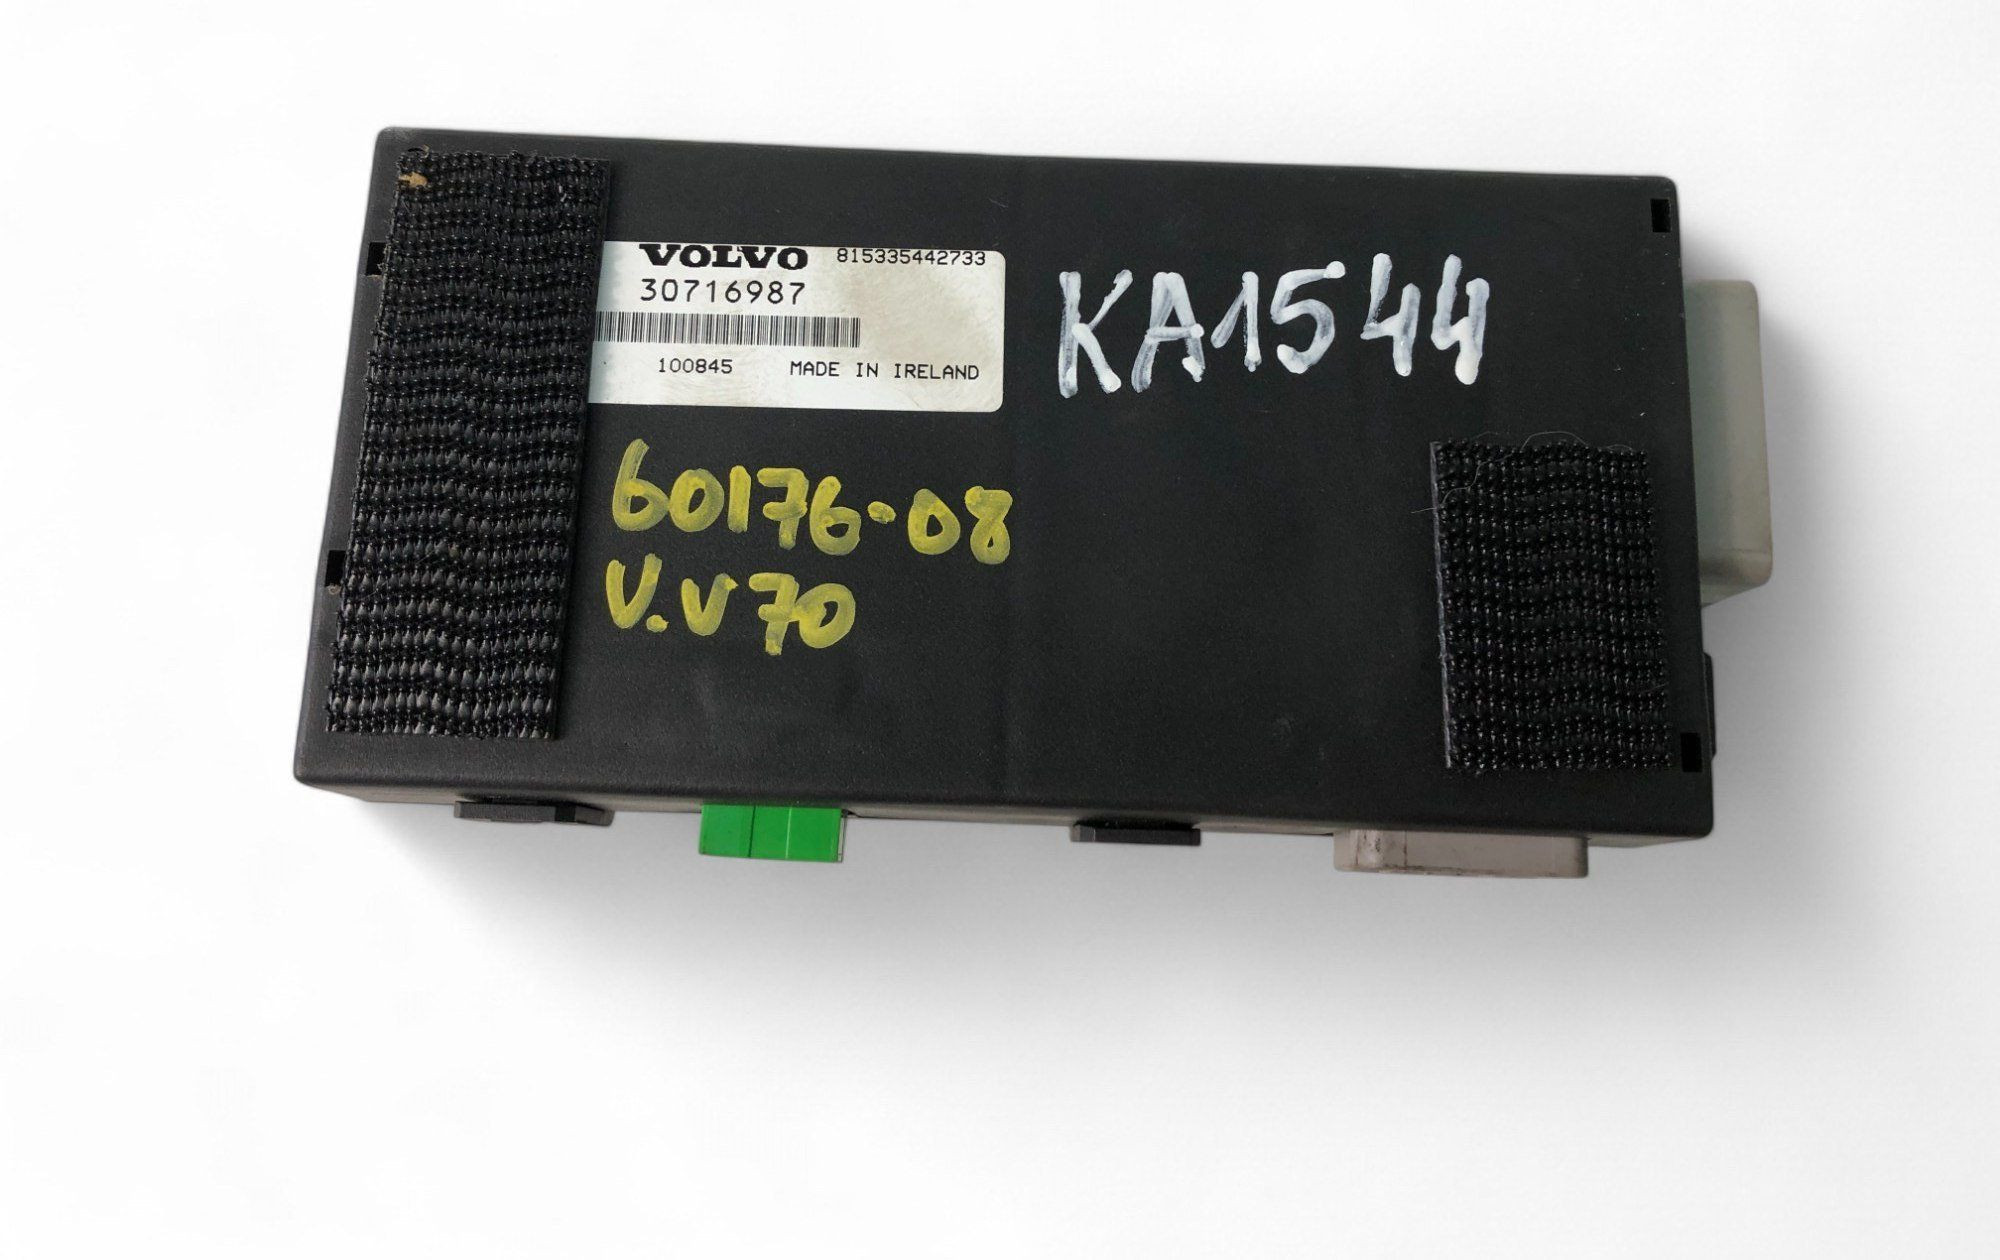 VOLVO 815335442733
30716987
100845 MADE IN IRELAND
KA1544
60176-08
V.V70